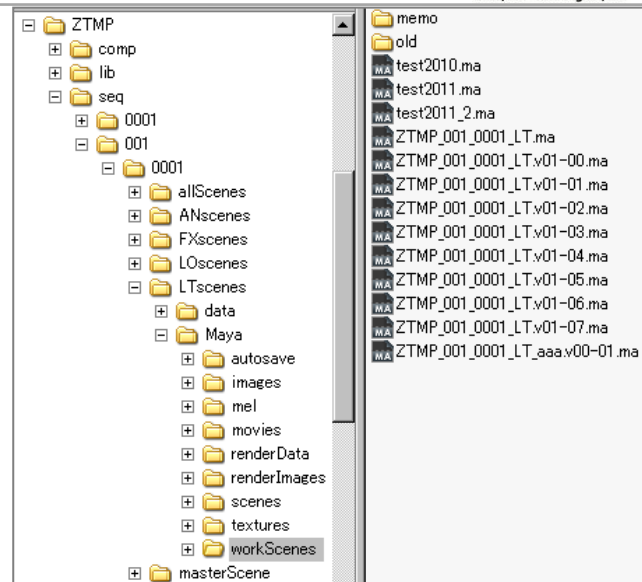 ZTMP
comp
lib
seq
0001
001
0001
allScenes
ANscenes
FXscenes
LOscenes
LTscenes
data
Maya
autosave
images
mel
movies
renderData
renderImages
scenes
textures
workScenes
masterScene
memo
old
test2010.ma
test2011.ma
test2011_2.ma
ZTMP_001_0001_LT.ma
ZTMP_001_0001_LT.v01-00.ma
ZTMP_001_0001_LT.v01-01.ma
ZTMP_001_0001_LT.v01-02.ma
ZTMP_001_0001_LT.v01-03.ma
ZTMP_001_0001_LT.v01-04.ma
ZTMP_001_0001_LT.v01-05.ma
ZTMP_001_0001_LT.v01-06.ma
ZTMP_001_0001_LT.v01-07.ma
ZTMP_001_0001_LT_aaa.v00-01.ma